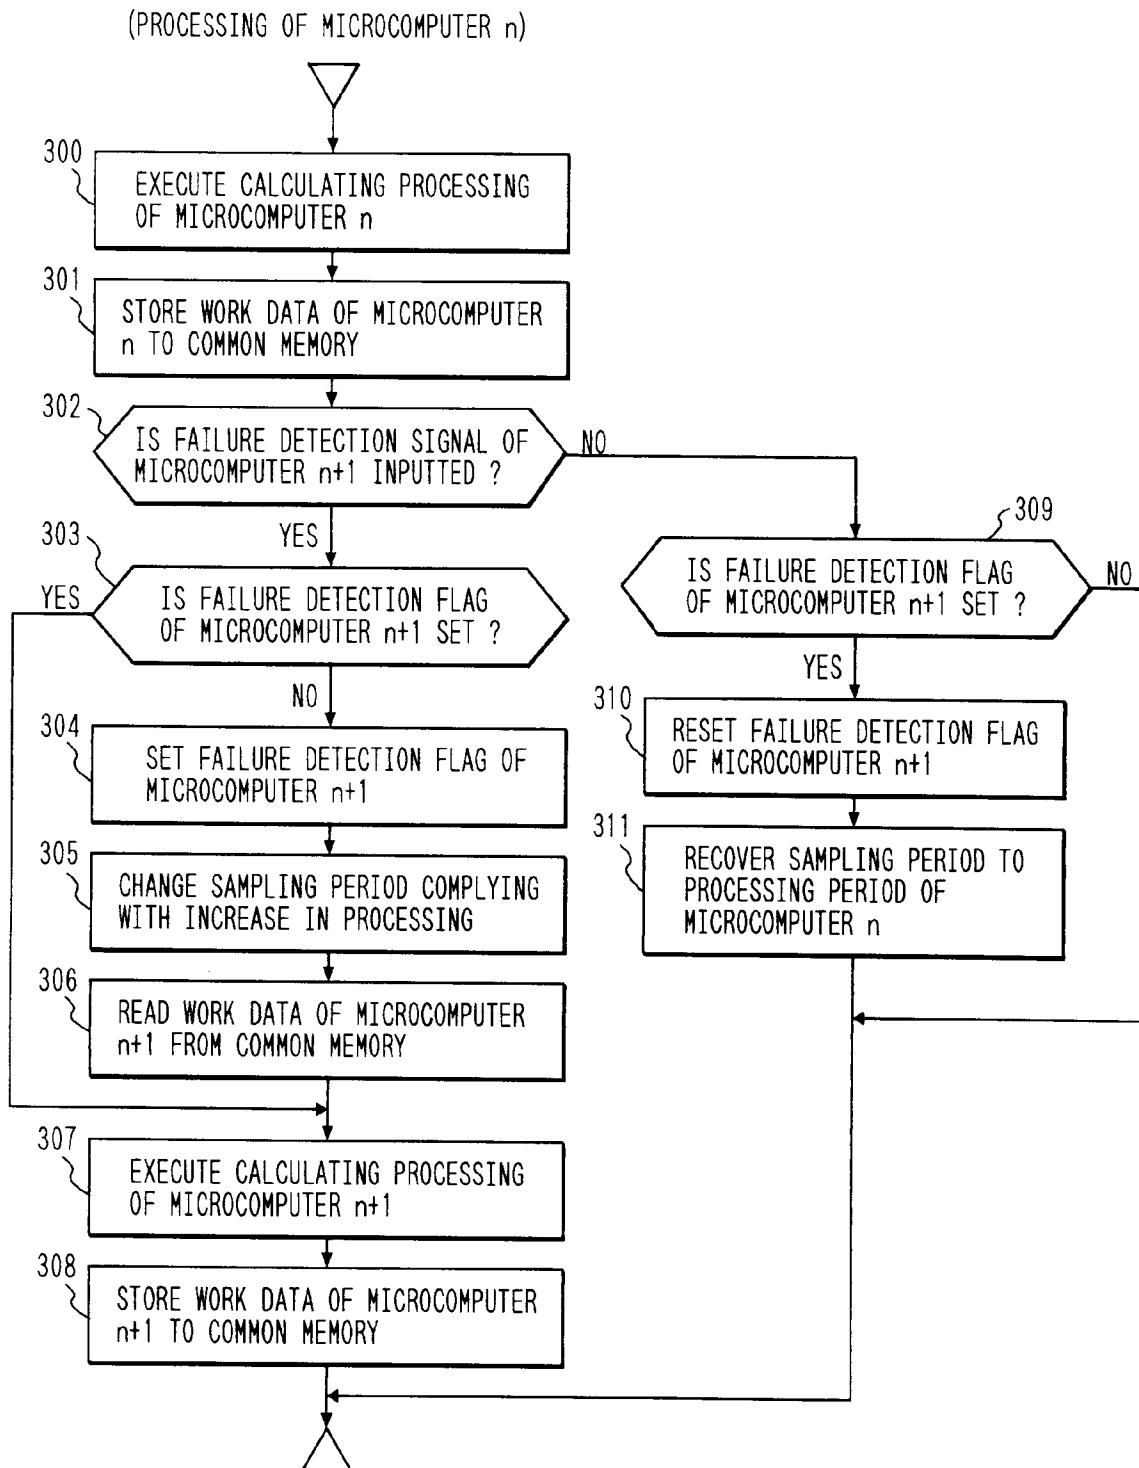 (PROCESSING OF MICROCOMPUTER n)
300
EXECUTE CALCULATING PROCESSING
OF MICROCOMPUTER n
301
STORE WORK DATA OF MICROCOMPUTER
n TO COMMON MEMORY
302
IS FAILURE DETECTION SIGNAL OF
MICROCOMPUTER n+1 INPUTTED ?
NO
YES
303
YES
IS FAILURE DETECTION FLAG
OF MICROCOMPUTER n+1 SET ?
NO
309
IS FAILURE DETECTION FLAG
OF MICROCOMPUTER n+1 SET ?
NO
YES
304
SET FAILURE DETECTION FLAG OF
MICROCOMPUTER n+1
310
RESET FAILURE DETECTION FLAG
OF MICROCOMPUTER n+1
305
CHANGE SAMPLING PERIOD COMPLYING
WITH INCREASE IN PROCESSING
311
RECOVER SAMPLING PERIOD TO
PROCESSING PERIOD OF
MICROCOMPUTER n
306
READ WORK DATA OF MICROCOMPUTER
n+1 FROM COMMON MEMORY
307
EXECUTE CALCULATING PROCESSING
OF MICROCOMPUTER n+1
308
STORE WORK DATA OF MICROCOMPUTER
n+1 TO COMMON MEMORY